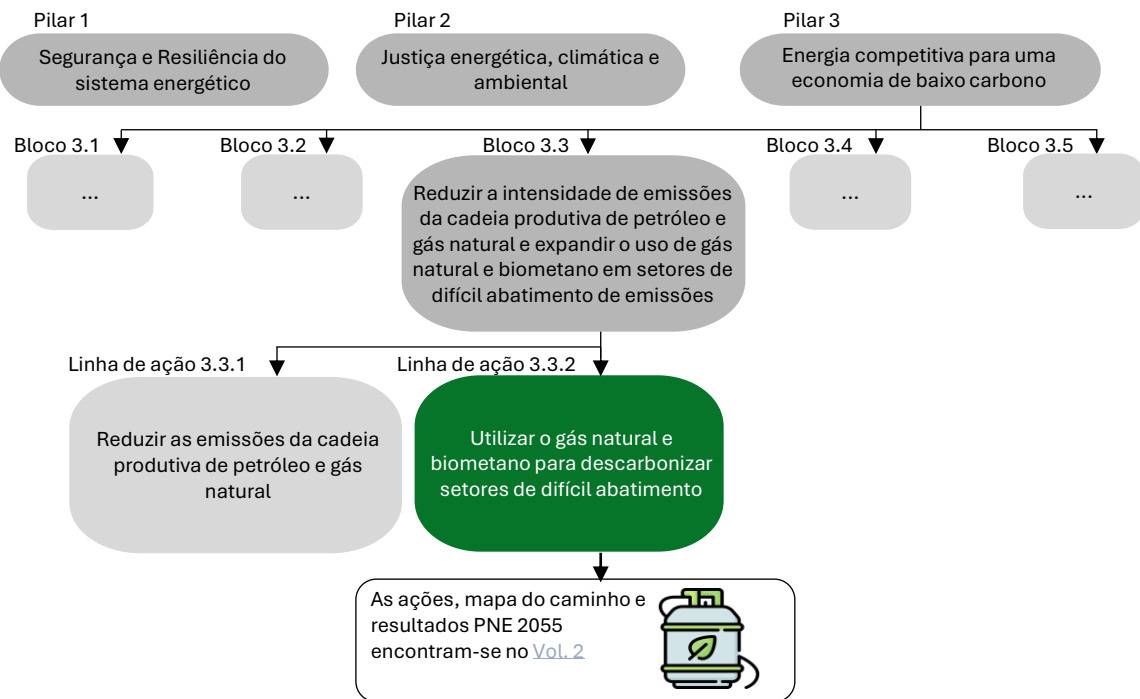 Pilar 1
Pilar 2
Pilar 3
Segurança e Resiliência do
sistema energético
Justiça energética, climática e
ambiental
Energia competitiva para uma
economia de baixo carbono
Bloco 3.1
Bloco 3.2
Bloco 3.3
Bloco 3.4
Bloco 3.5
...
...
Reduzir a intensidade de emissões
da cadeia produtiva de petróleo e
gás natural e expandir o uso de gás
natural e biometano em setores de
difícil abatimento de emissões
...
...
Linha de ação 3.3.1
Linha de ação 3.3.2
Reduzir as emissões da cadeia
produtiva de petróleo e gás
natural
Utilizar o gás natural e
biometano para descarbonizar
setores de difícil abatimento
As ações, mapa do caminho e
resultados PNE 2055
encontram-se no Vol. 2